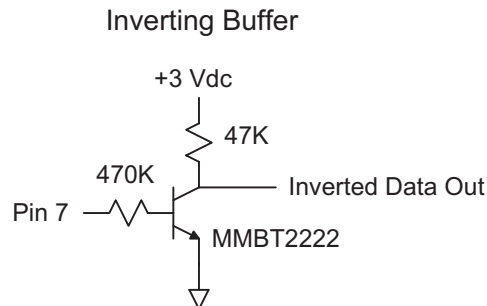 Inverting Buffer
+3 Vdc
47K
470K
Inverted Data Out
Pin 7
MMBT2222